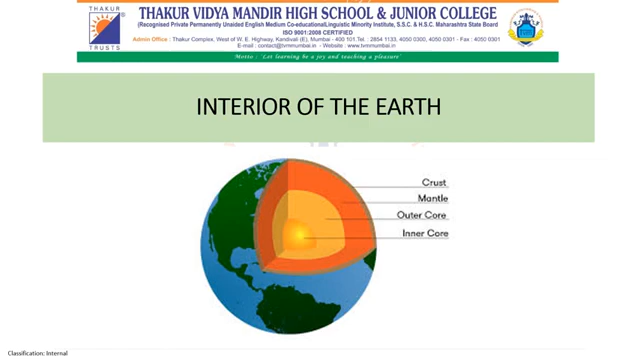 THAKUR VIDYA MANDIR HIGH SCHOOL & JUNIOR COLLEGE
(Recognised Private Permanently Unaided English Medium Co-educational,Linguistic Minority Institute, S.S.C. & H.S.C. Maharashtra State Board)
ISO 9001:2008 CERTIFIED
Admin Office : Thakur Complex, West of W. E. Highway, Kandivali (E), Mumbai - 400 101.Tel. : 2854 1133, 4050 0300, 4050 0301 - Fax : 4050 0301
E-mail : contact@tvmmumbai.in - Website : www.tvmmumbai.in
THAKUR
TRUSTS
Motto : 'Let learning be a joy and teaching a pleasure'
INTERIOR OF THE EARTH
Crust
Mantle
Outer Core
Inner Core
Classification: Internal